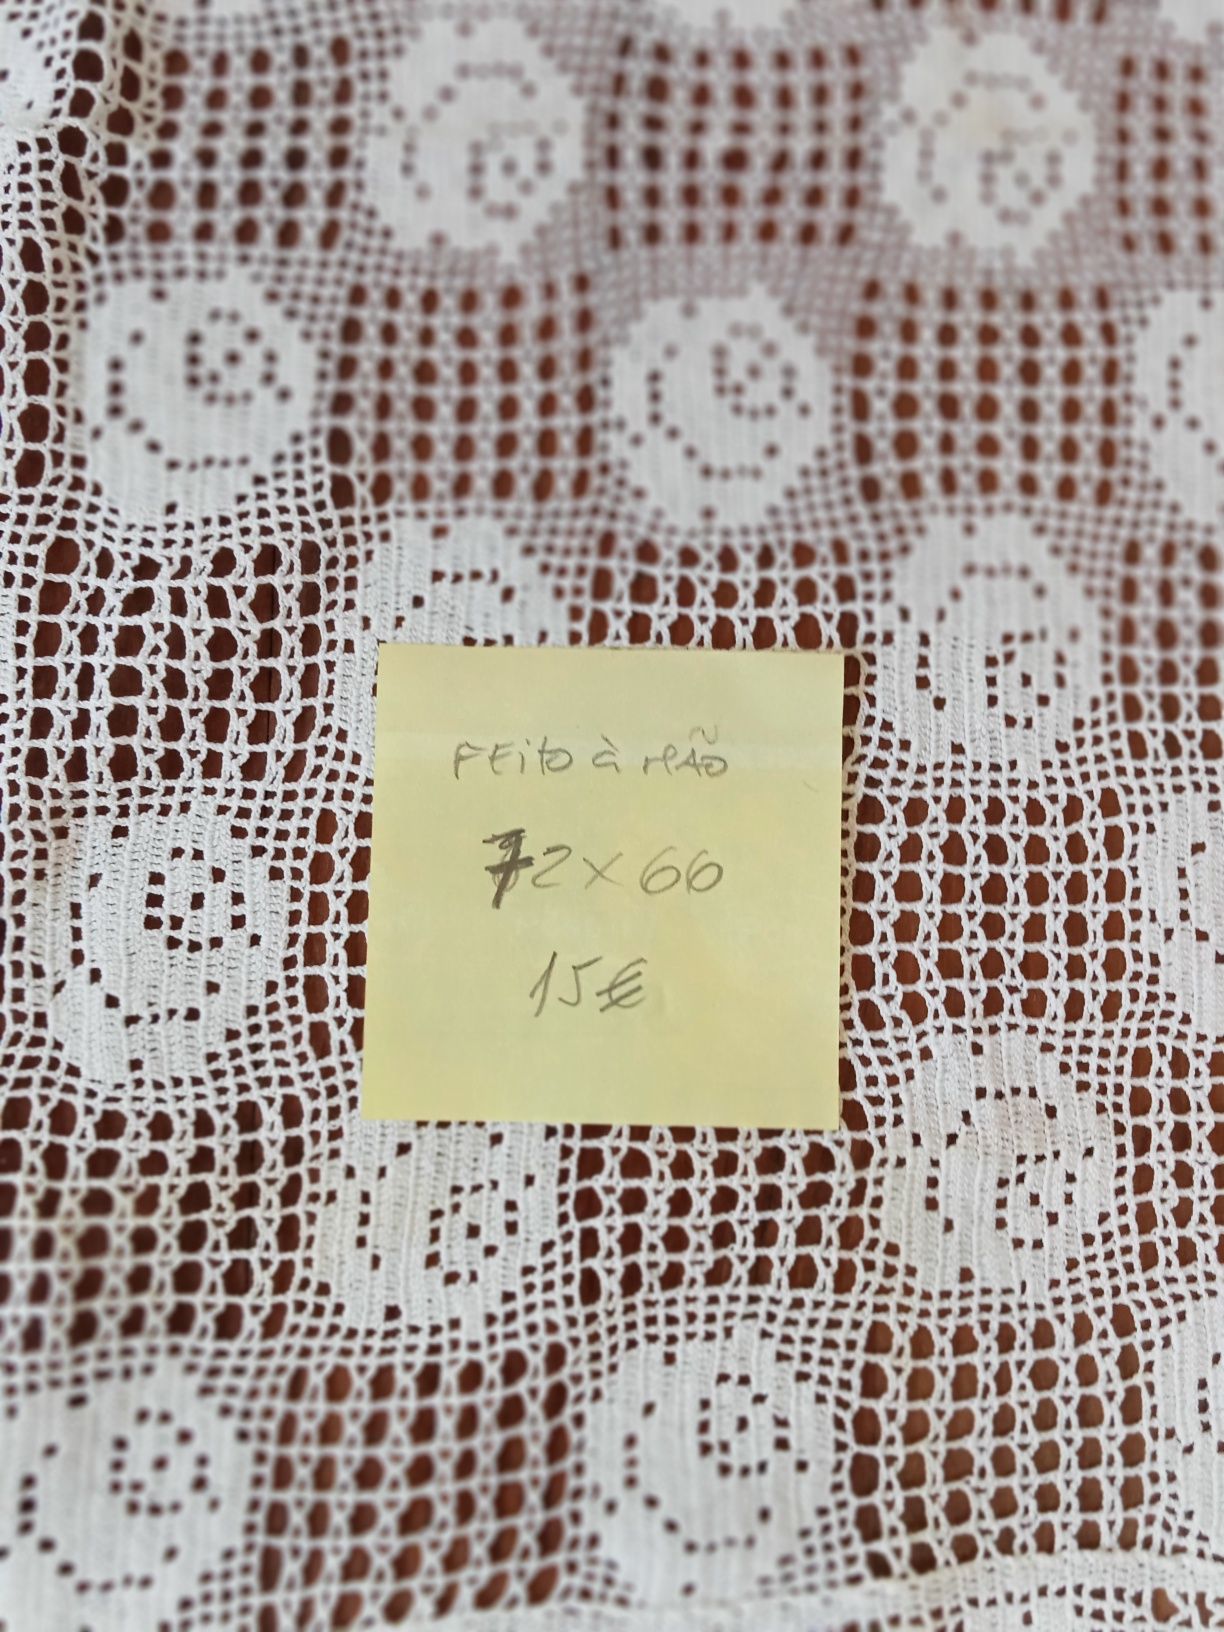 FEito à MÃO
72 x 66
15€